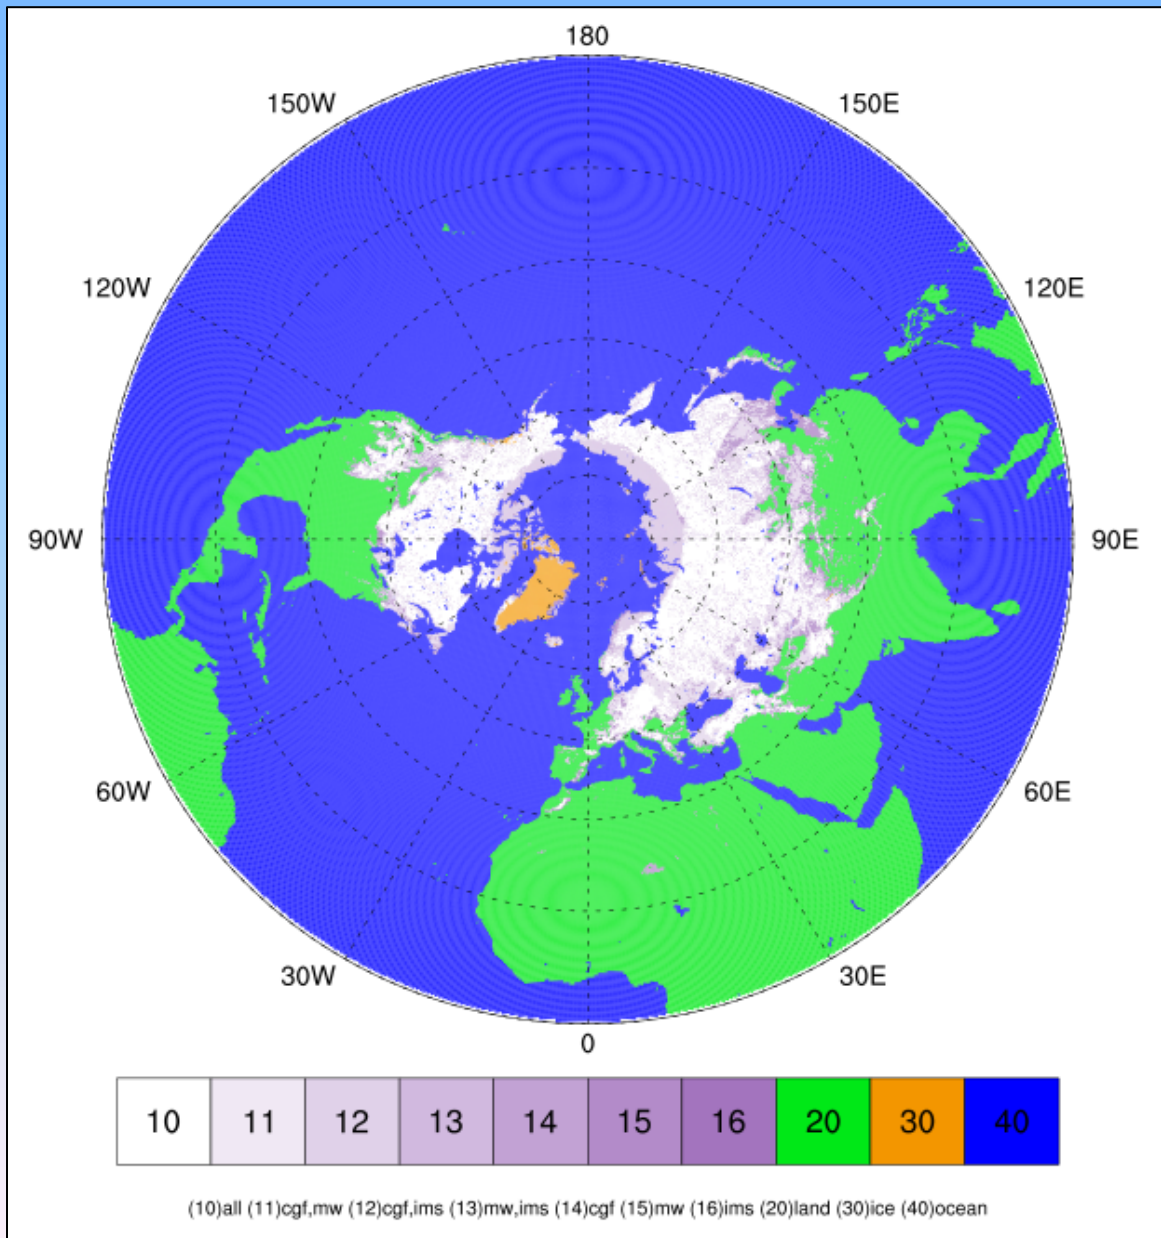 180
150W
150E
120W
120E
90W
90E
60W
60E
30W
30E
0
10 11 12 13 14 15 16 20 30 40
(10)all (11)cgf,mw (12)cgf,ims (13)mw,ims (14)cgf (15)mw (16)ims (20)land (30)ice (40)ocean